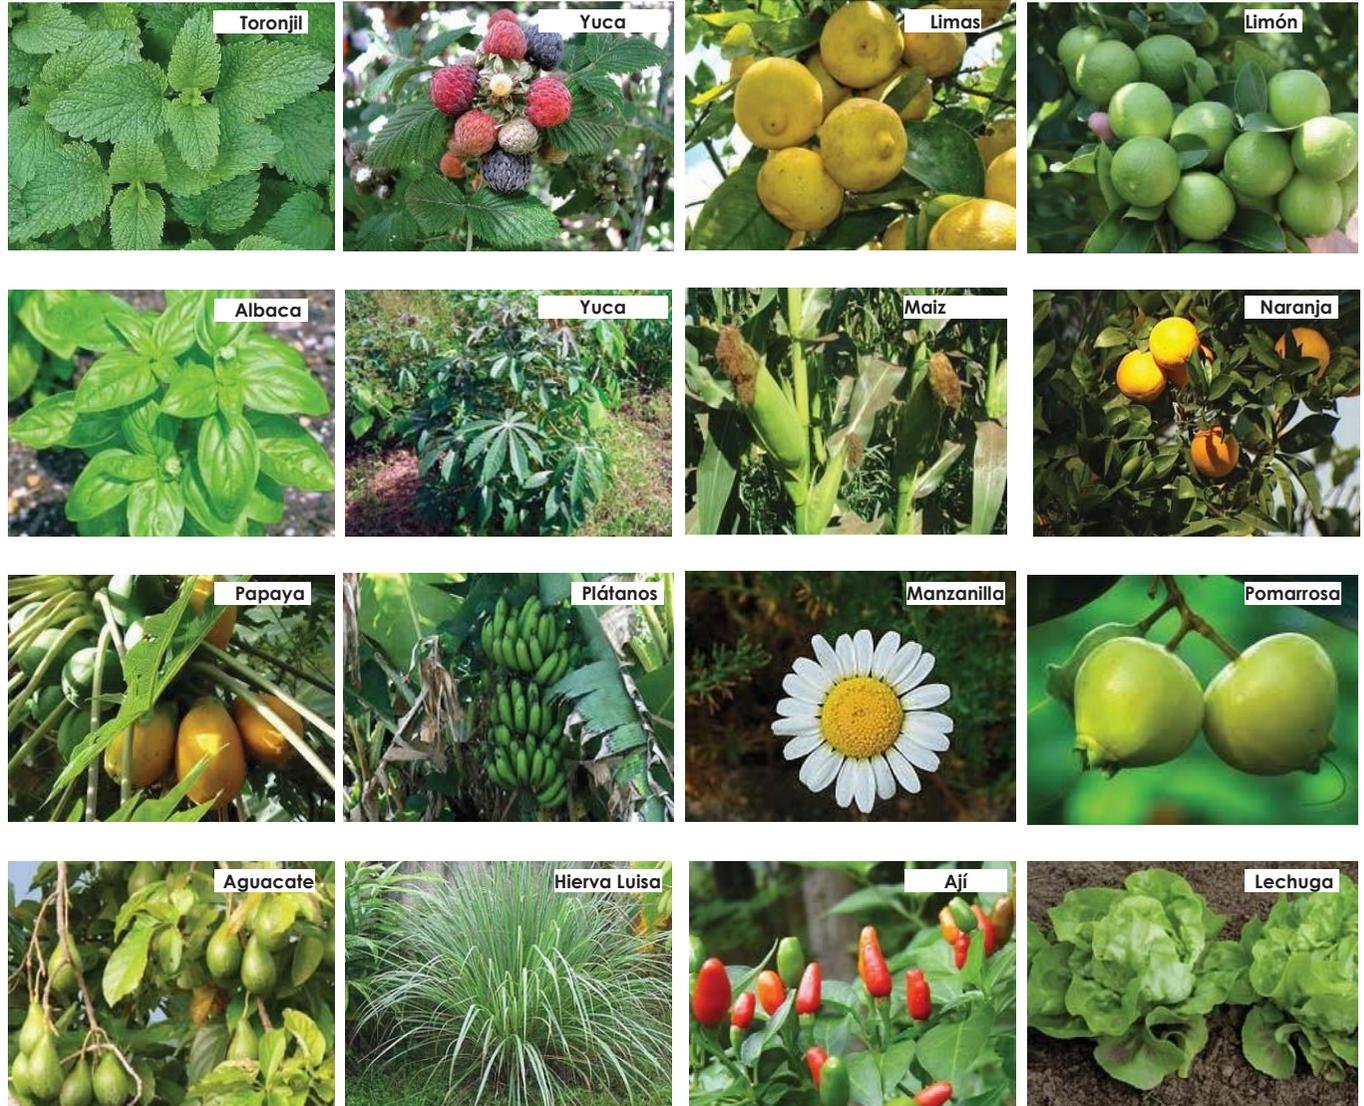 Toronjil
Yuca
Limas
Limón
Albaca
Yuca
Maiz
Naranja
Papaya
Plátanos
Manzanilla
Pomarrosa
Aguacate
Hierva Luisa
Ají
Lechuga